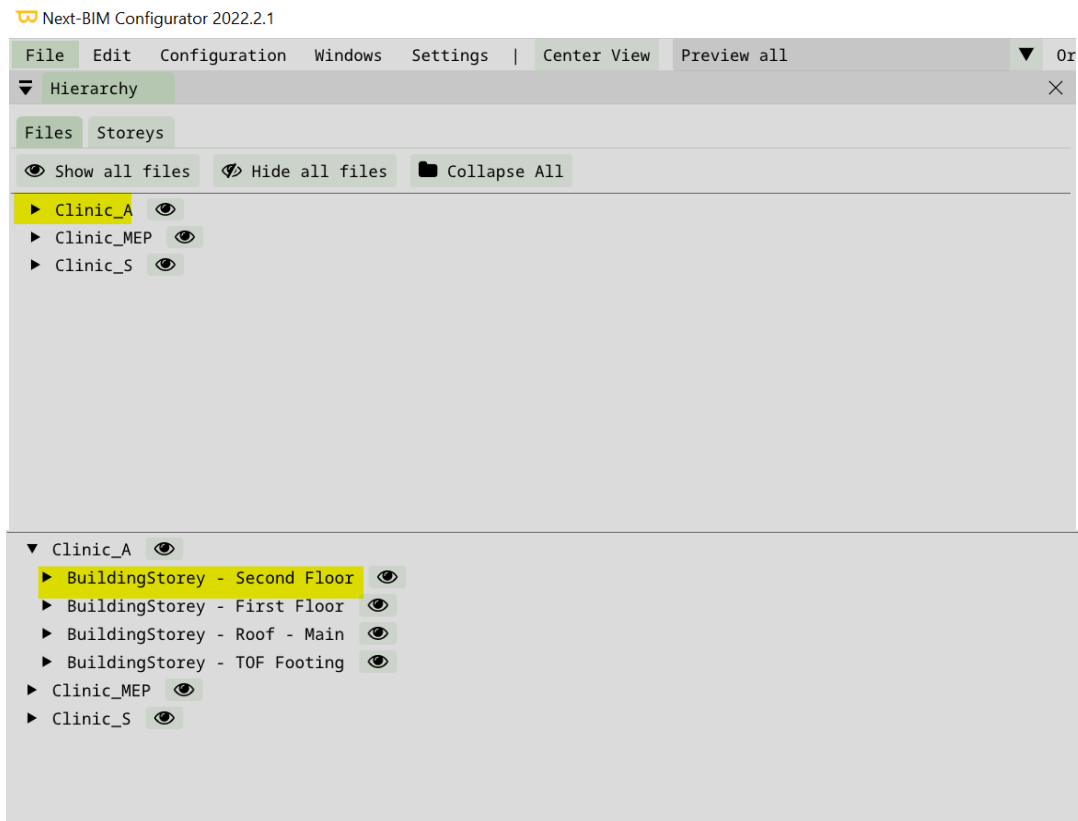 Next-BIM Configurator 2022.2.1
File Edit Configuration Windows Settings | Center View Preview all Or
Hierarchy
Files Storeys
Show all files Hide all files Collapse All
Clinic_A
Clinic_MEP
Clinic_S
Clinic_A
BuildingStorey - Second Floor
BuildingStorey - First Floor
BuildingStorey - Roof - Main
BuildingStorey - TOF Footing
Clinic_MEP
Clinic_S